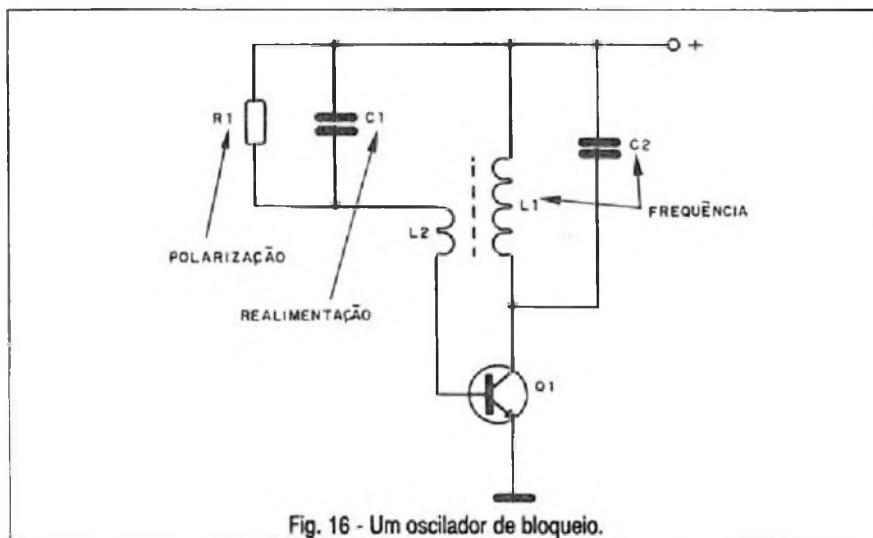 +
R1
C1
C2
L1
FREQUÊNCIA
L2
POLARIZAÇÃO
REALIMENTAÇÃO
Q1
Fig. 16 - Um oscilador de bloqueio.